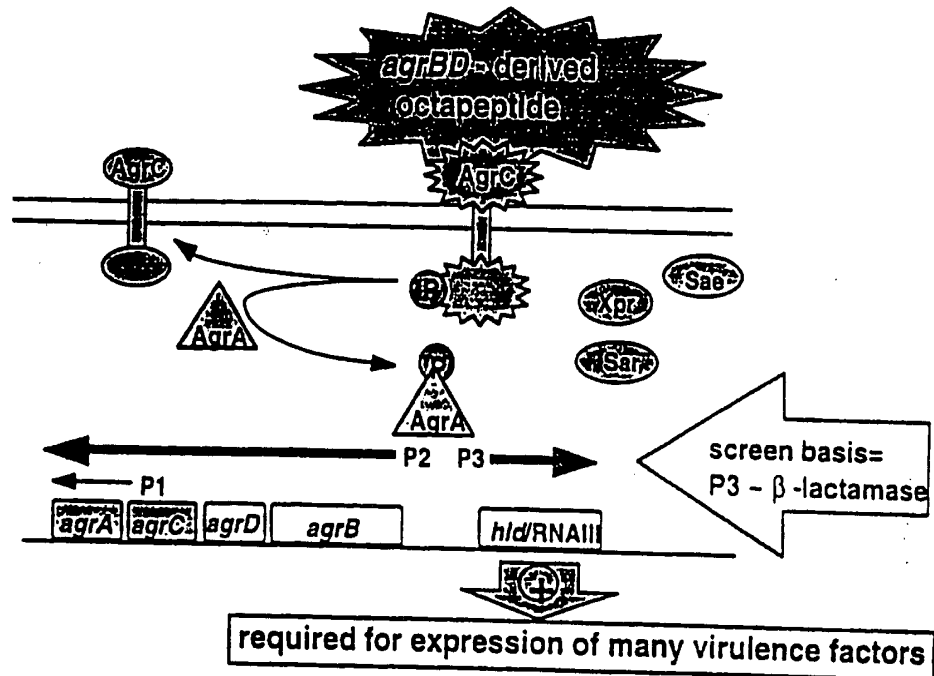 agrBD - derived
octapeptide
AgrC
AgrC
P
Sae
Xpr
Sar
AgrA
P
AgrA
P2 P3
P1
screen basis=
P3 - β -lactamase
agrA agrC agrD agrB hld/RNAIII
+
required for expression of many virulence factors